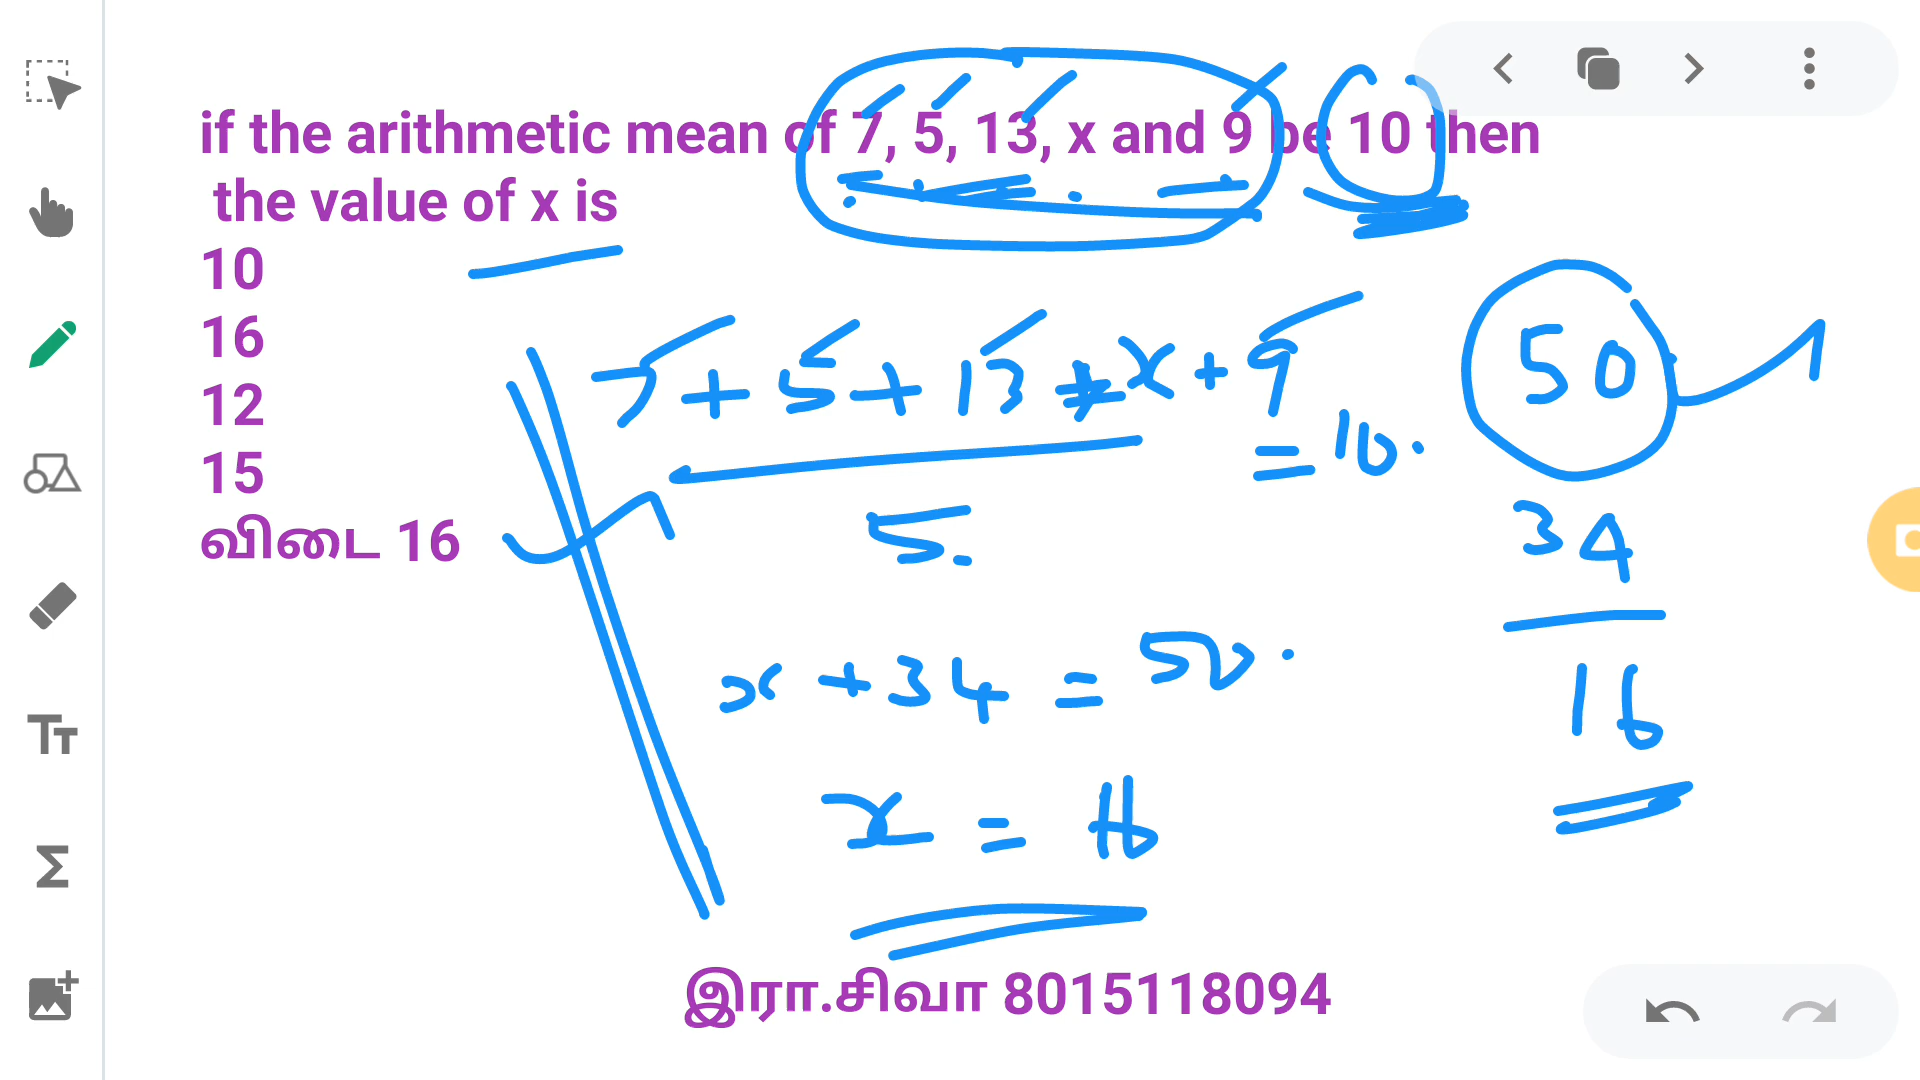 if the arithmetic mean of 7, 5, 13, x and 9 be 10 then
the value of x is
10
16
12
15
விடை 16
7 + 5 + 13 + x + 9
= 10.
5.
x + 34 = 50.
x = 16
50
34
16
இரா.சிவா 8015118094
TT
Σ